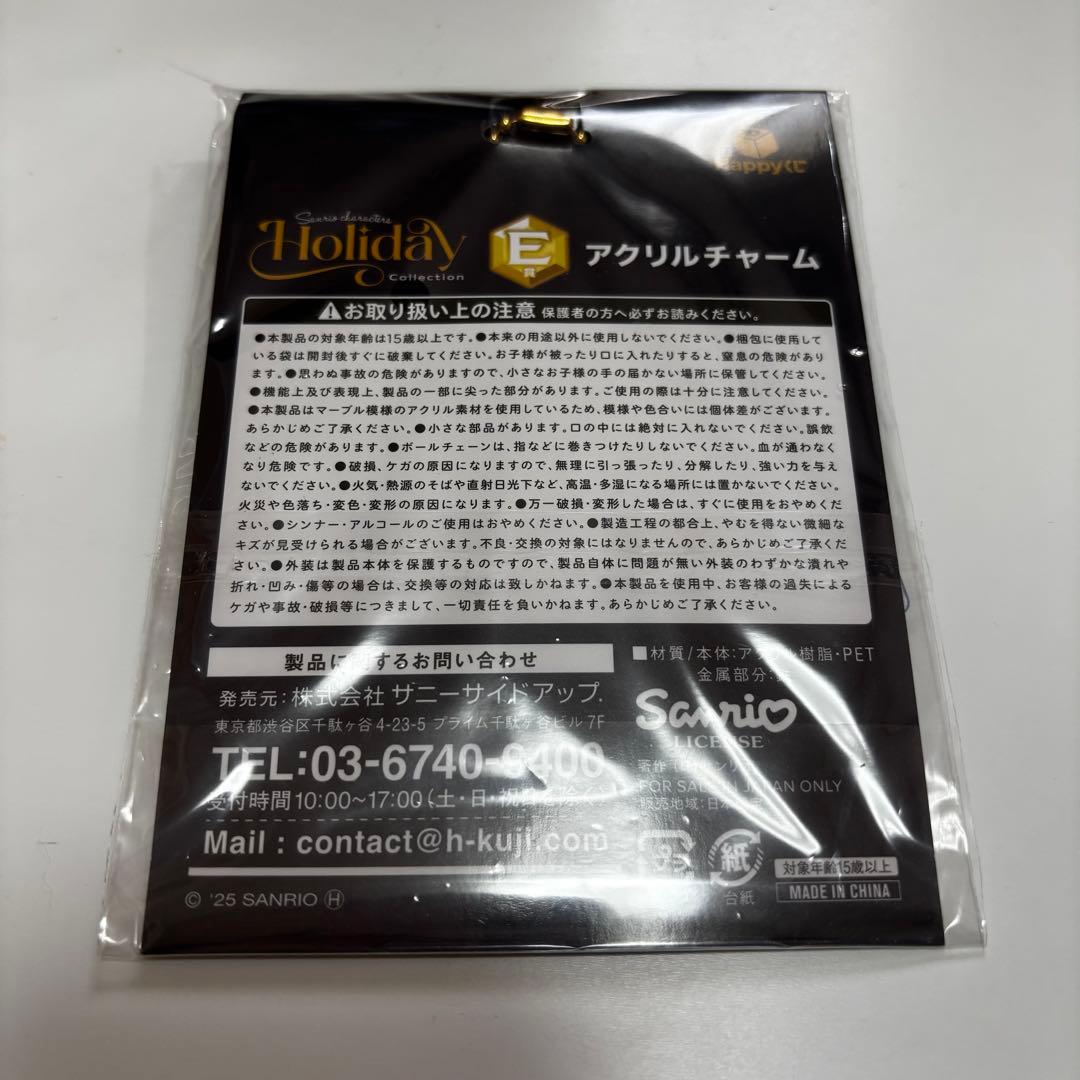 Happyくじ
Sanrio characters
Holiday
Collection
E
賞
アクリルチャーム
お取り扱い上の注意 保護者の方へ必ずお読みください。
●本製品の対象年齢は15歳以上です。●本来の用途以外に使用しないでください。●梱包に使用して
いる袋は開封後すぐに破棄してください。お子様が被ったり口に入れたりすると、窒息の危険があり
ます。●思わぬ事故の危険がありますので、小さなお子様の手の届かない場所に保管してください。
●機能上及び表現上、製品の一部に尖った部分があります。ご使用の際は十分に注意してください。
●本製品はマーブル模様のアクリル素材を使用しているため、模様や色合いには個体差がございます。
あらかじめご了承ください。●小さな部品があります。口の中には絶対に入れないでください。誤飲
などの危険があります。●ボールチェーンは、指などに巻きつけたりしないでください。血が通わなく
なり危険です。●破損、ケガの原因になりますので、無理に引っ張ったり、分解したり、強い力を与え
ないでください。●火気・熱源のそばや直射日光下など、高温・多湿になる場所には置かないでください。
火災や色落ち・変色・変形の原因になります。●万一破損・変形した場合は、すぐに使用をおやめくだ
さい。●シンナー・アルコールのご使用はおやめください。●製造工程の都合上、やむを得ない微細な
キズが見受けられる場合がございます。不良・交換の対象にはなりませんので、あらかじめご了承くだ
さい。●外装は製品本体を保護するものですので、製品自体に問題が無い外装のわずかな潰れや
折れ・凹み・傷等の場合は、交換等の対応は致しかねます。●本製品を使用中、お客様の過失による
ケガや事故・破損等につきまして、一切責任を負いかねます。あらかじめご了承ください。
製品に関するお問い合わせ
発売元:株式会社 サニーサイドアップ.
東京都渋谷区千駄ヶ谷4-23-5 プライム千駄ヶ谷ビル 7F
TEL:03-6740-9400
受付時間10:00~17:00(土・日・祝日を除く)
Mail : contact@h-kuji.com
© '25 SANRIO Ⓗ
■材質/本体:アクリル樹脂・PET
金属部分:
Sanrio
LICENSE
著作
FOR SALE IN JAPAN ONLY
販売地域:日本
紙
台紙
対象年齢15歳以上
MADE IN CHINA